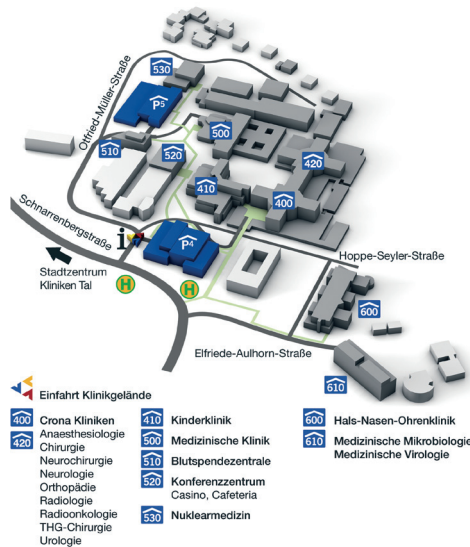 530
Otfried-Müller-Straße
P5
500
510
520
420
410
400
Schnarrenbergstraße
i
P4
Hoppe-Seyler-Straße
Stadtzentrum
Kliniken Tal
H
H
600
Elfriede-Aulhorn-Straße
610
Einfahrt Klinikgelände
400 Crona Kliniken
420 Anaesthesiologie
Chirurgie
Neurochirurgie
Neurologie
Orthopädie
Radiologie
Radioonkologie
THG-Chirurgie
Urologie
410 Kinderklinik
500 Medizinische Klinik
510 Blutspendezentrale
520 Konferenzzentrum
Casino, Cafeteria
530 Nuklearmedizin
600 Hals-Nasen-Ohrenklinik
610 Medizinische Mikrobiologie
Medizinische Virologie